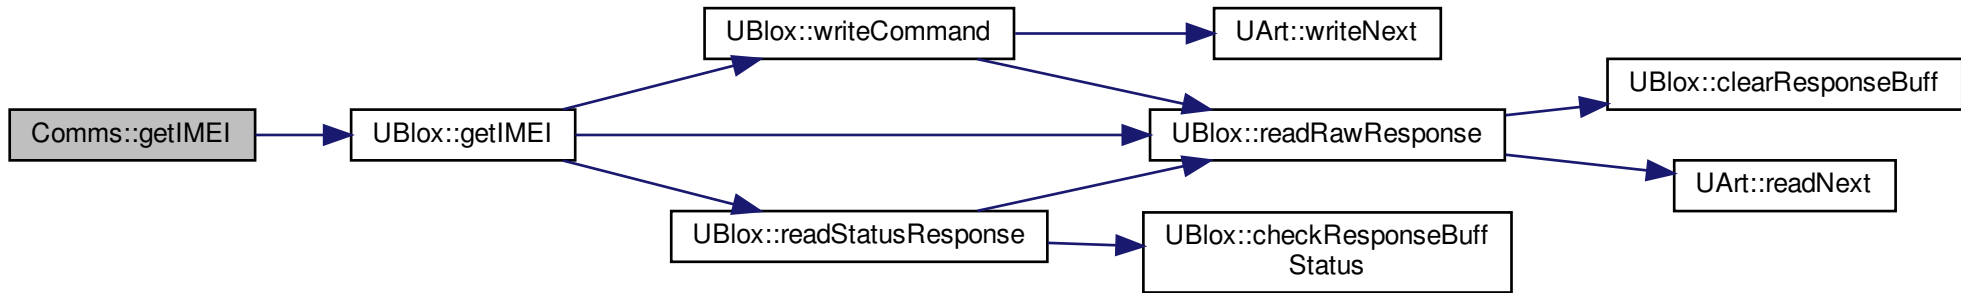 Comms::getIMEI
UBlox::getIMEI
UBlox::writeCommand
UArt::writeNext
UBlox::readRawResponse
UBlox::clearResponseBuff
UArt::readNext
UBlox::readStatusResponse
UBlox::checkResponseBuff
Status